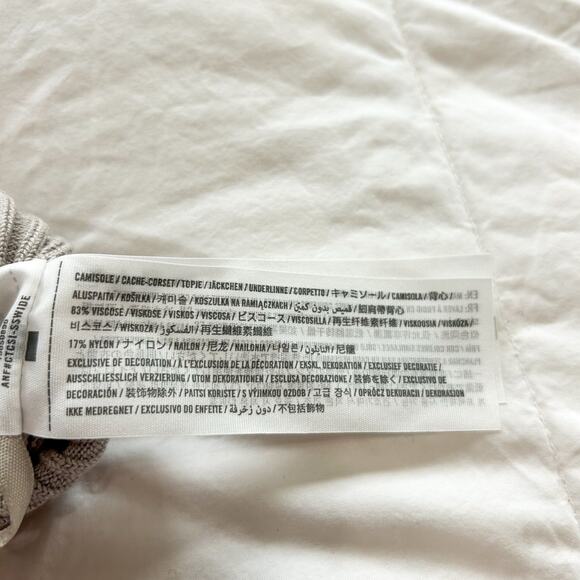 CAMISOLE / CACHE-CORSET / TOPJE / JÄCKCHEN / UNDERLINNE / CORPETTO / キャミソール / CAMISOLA / 背心 /
ALUSPAITA / KOŠILKA / 캐미솔 / KOSZULKA NA RAMIĄCZKACH / قميص بدون كمين / 細肩帶背心
83% VISCOSE / VISKOSE / VISKOS / VISCOSA / ビスコース / VISCOSILLA / 再生纤维素纤维 / VISKOOSIA / VISKÓZA /
비스코스 / WISKOZA / الفسكوز / 再生纖維素纖維
17% NYLON / ナイロン / NAILON / 尼龙 / NAILONIA / 나일론 / النايلون / 尼龍
EXCLUSIVE OF DECORATION / À L'EXCLUSION DE LA DÉCORATION / EKSKL. DEKORATION / EXCLUSIEF DECORATIE /
AUSSCHLIESSLICH VERZIERUNG / UTOM DEKORATIONEN / ESCLUSA DECORAZIONE / 装飾を除く / EXCLUSIVO DE
DECORACIÓN / 装饰物除外 / PAITSI KORISTE / S VÝJIMKOU OZDOB / 고급 장식 / OPRÓCZ DEKORACJI / DEKORASJON
IKKE MEDREGNET / EXCLUSIVO DO ENFEITE / دون زخرفة / 不包括飾物